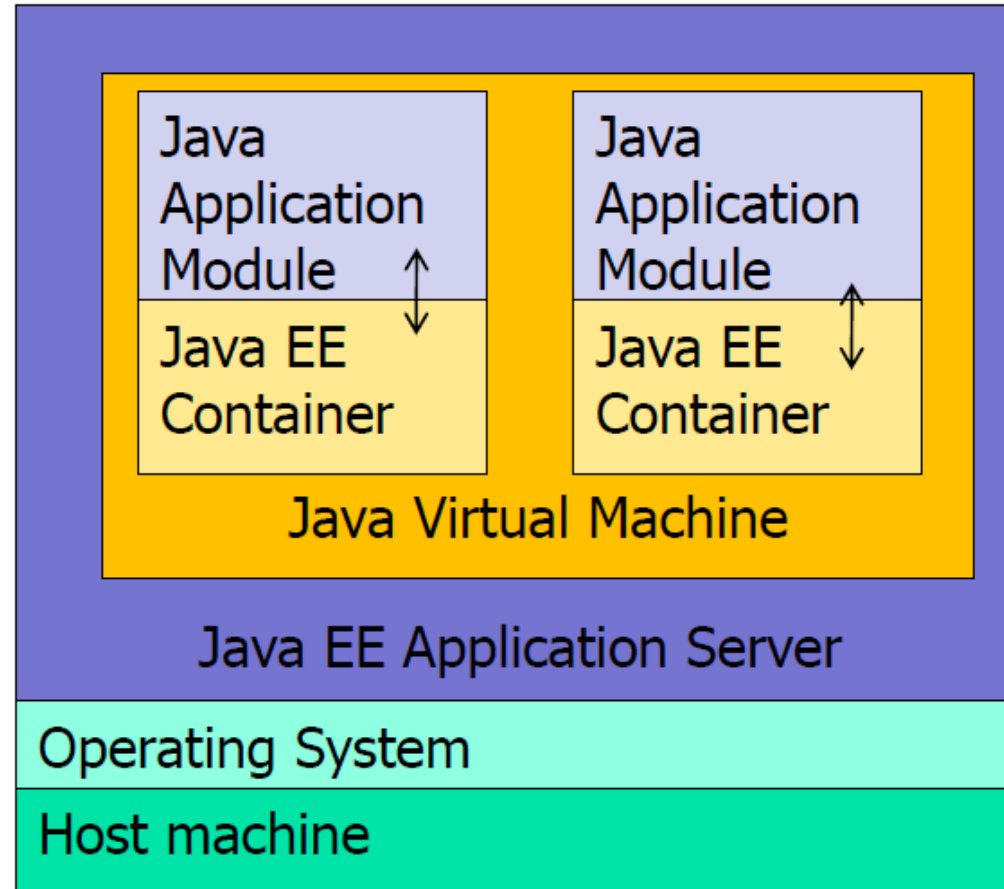 Java
Application
Module
Java EE
Container
Java
Application
Module
Java EE
Container
Java Virtual Machine
Java EE Application Server
Operating System
Host machine